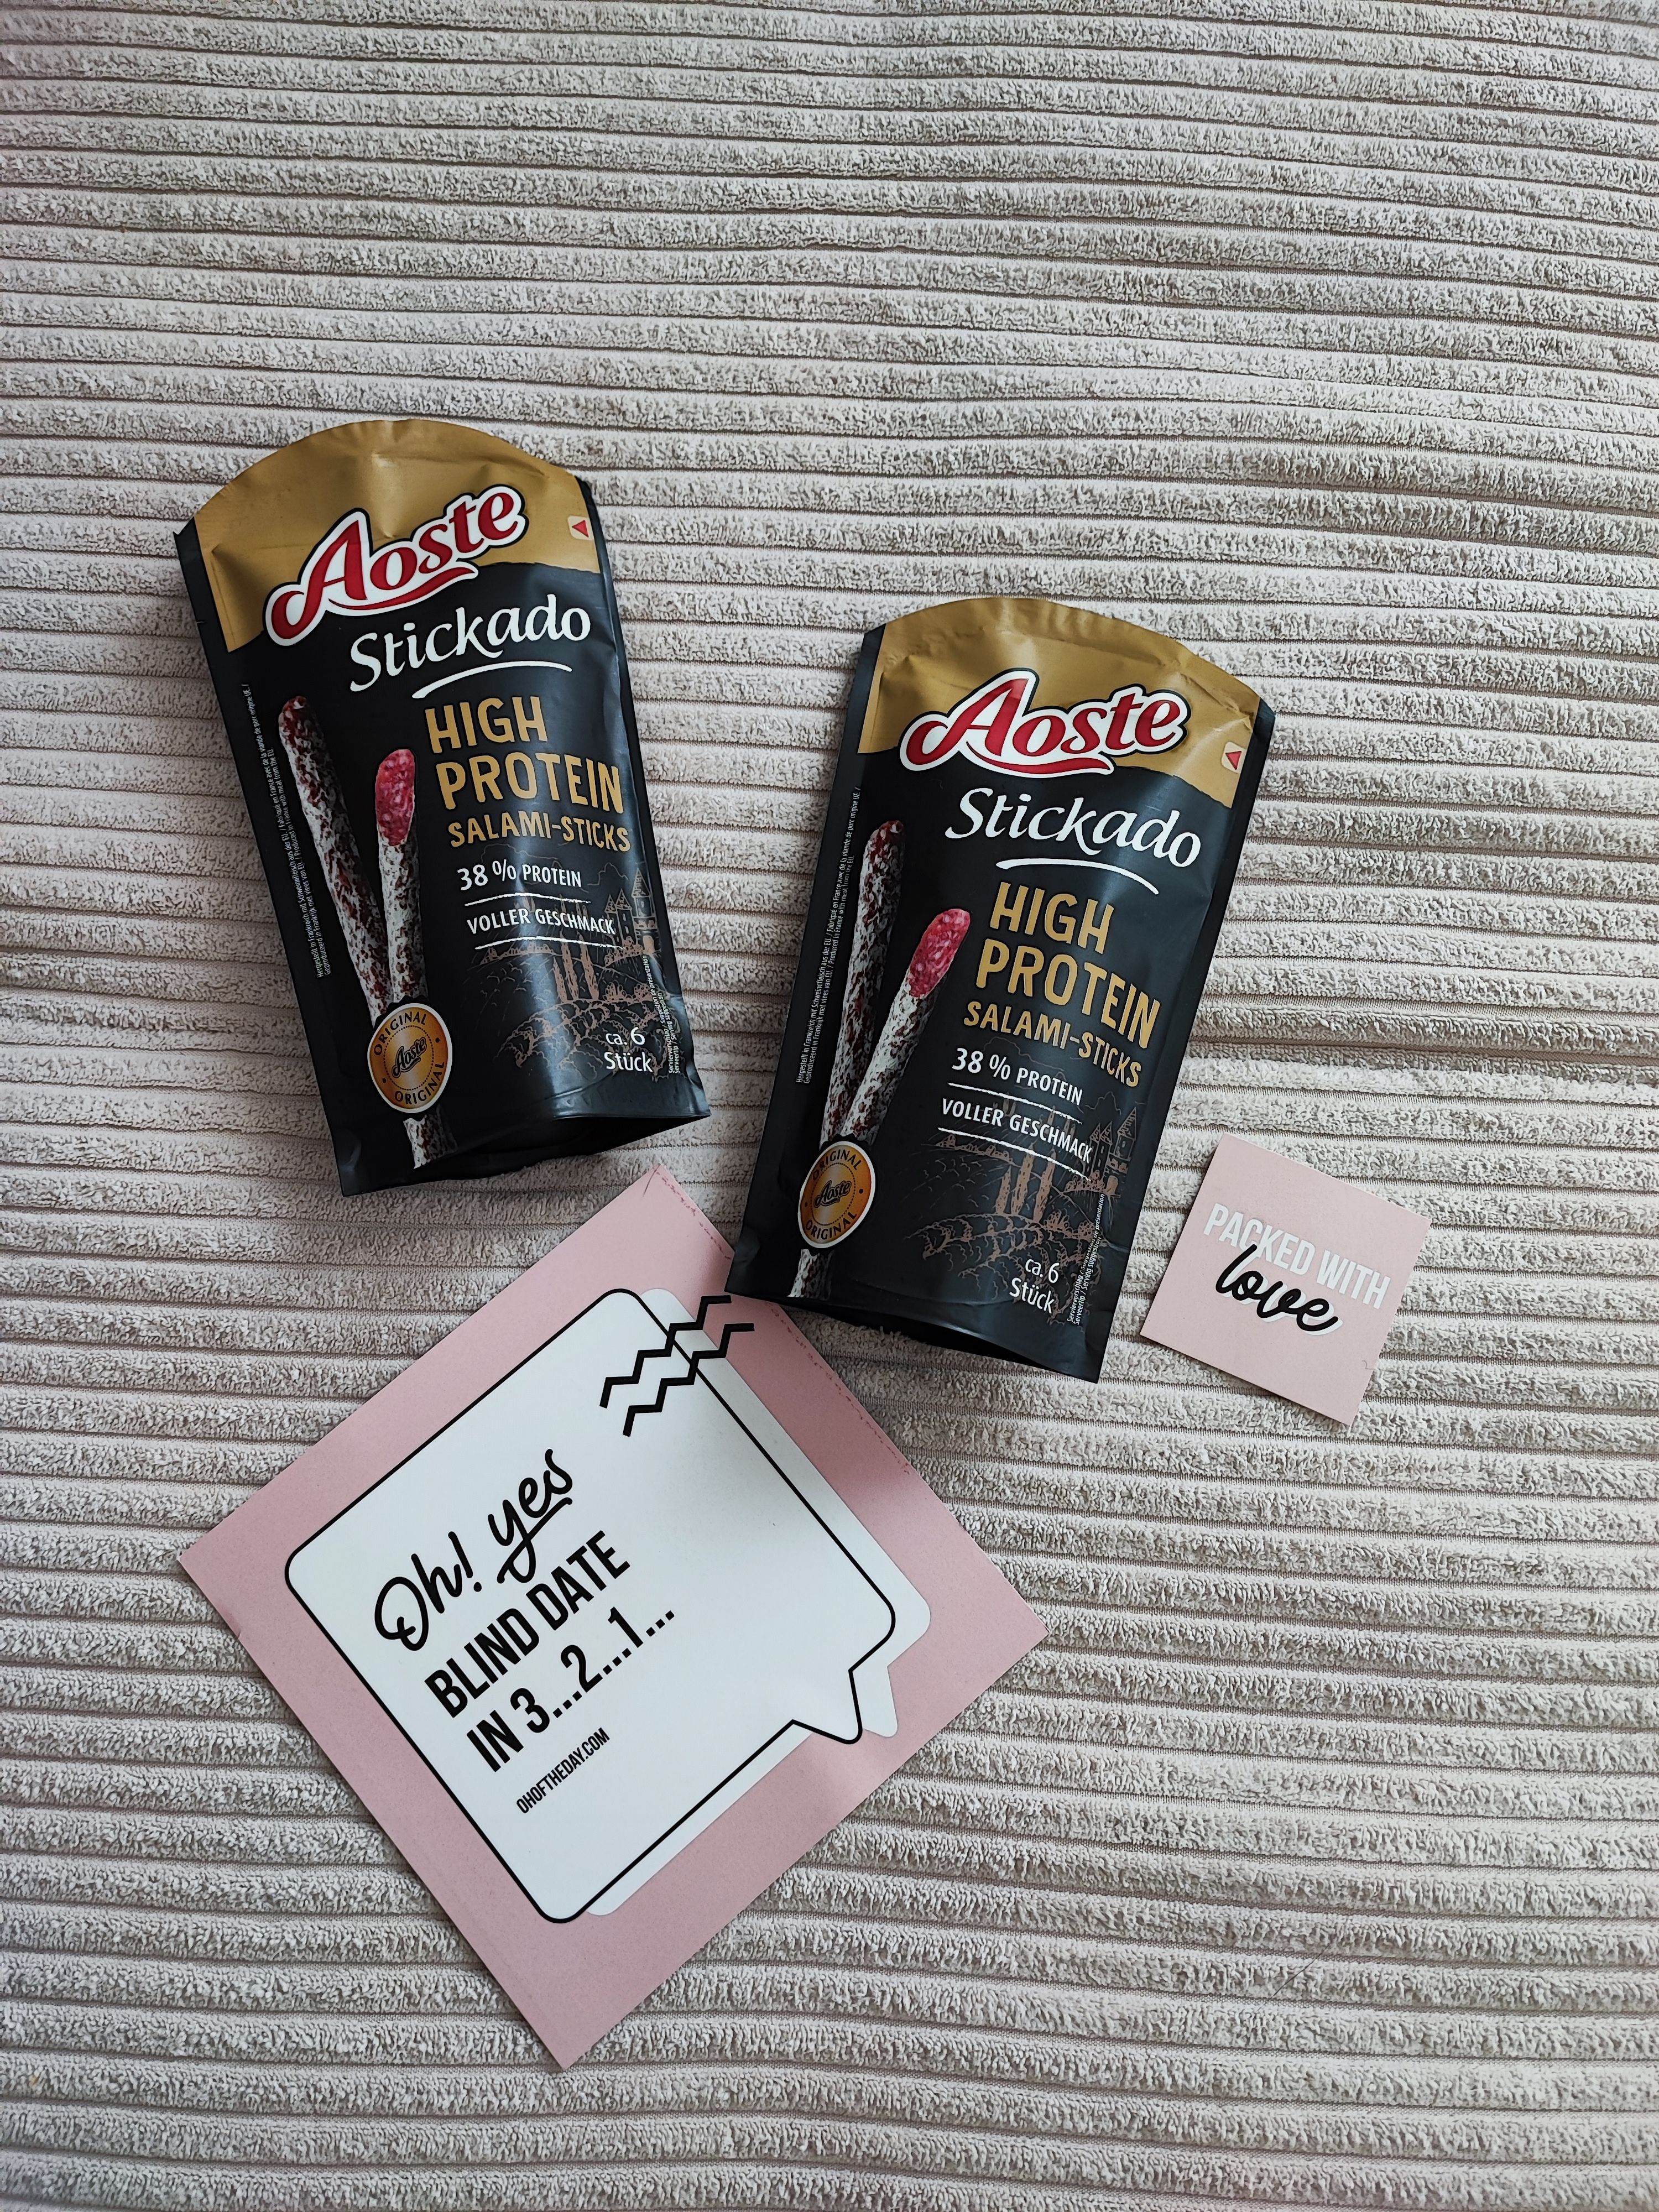 Aoste
Stickado
HIGH
PROTEIN
SALAMI-STICKS
38 % PROTEIN
VOLLER GESCHMACK
ORIGINAL
Aoste
ORIGINAL
ca. 6
Stück
Aoste
Stickado
HIGH
PROTEIN
SALAMI-STICKS
38 % PROTEIN
VOLLER GESCHMACK
ORIGINAL
Aoste
ORIGINAL
ca. 6
Stück
PACKED WITH
love
Oh! yes
BLIND DATE
IN 3...2...1...
OHOFTHEDAY.COM